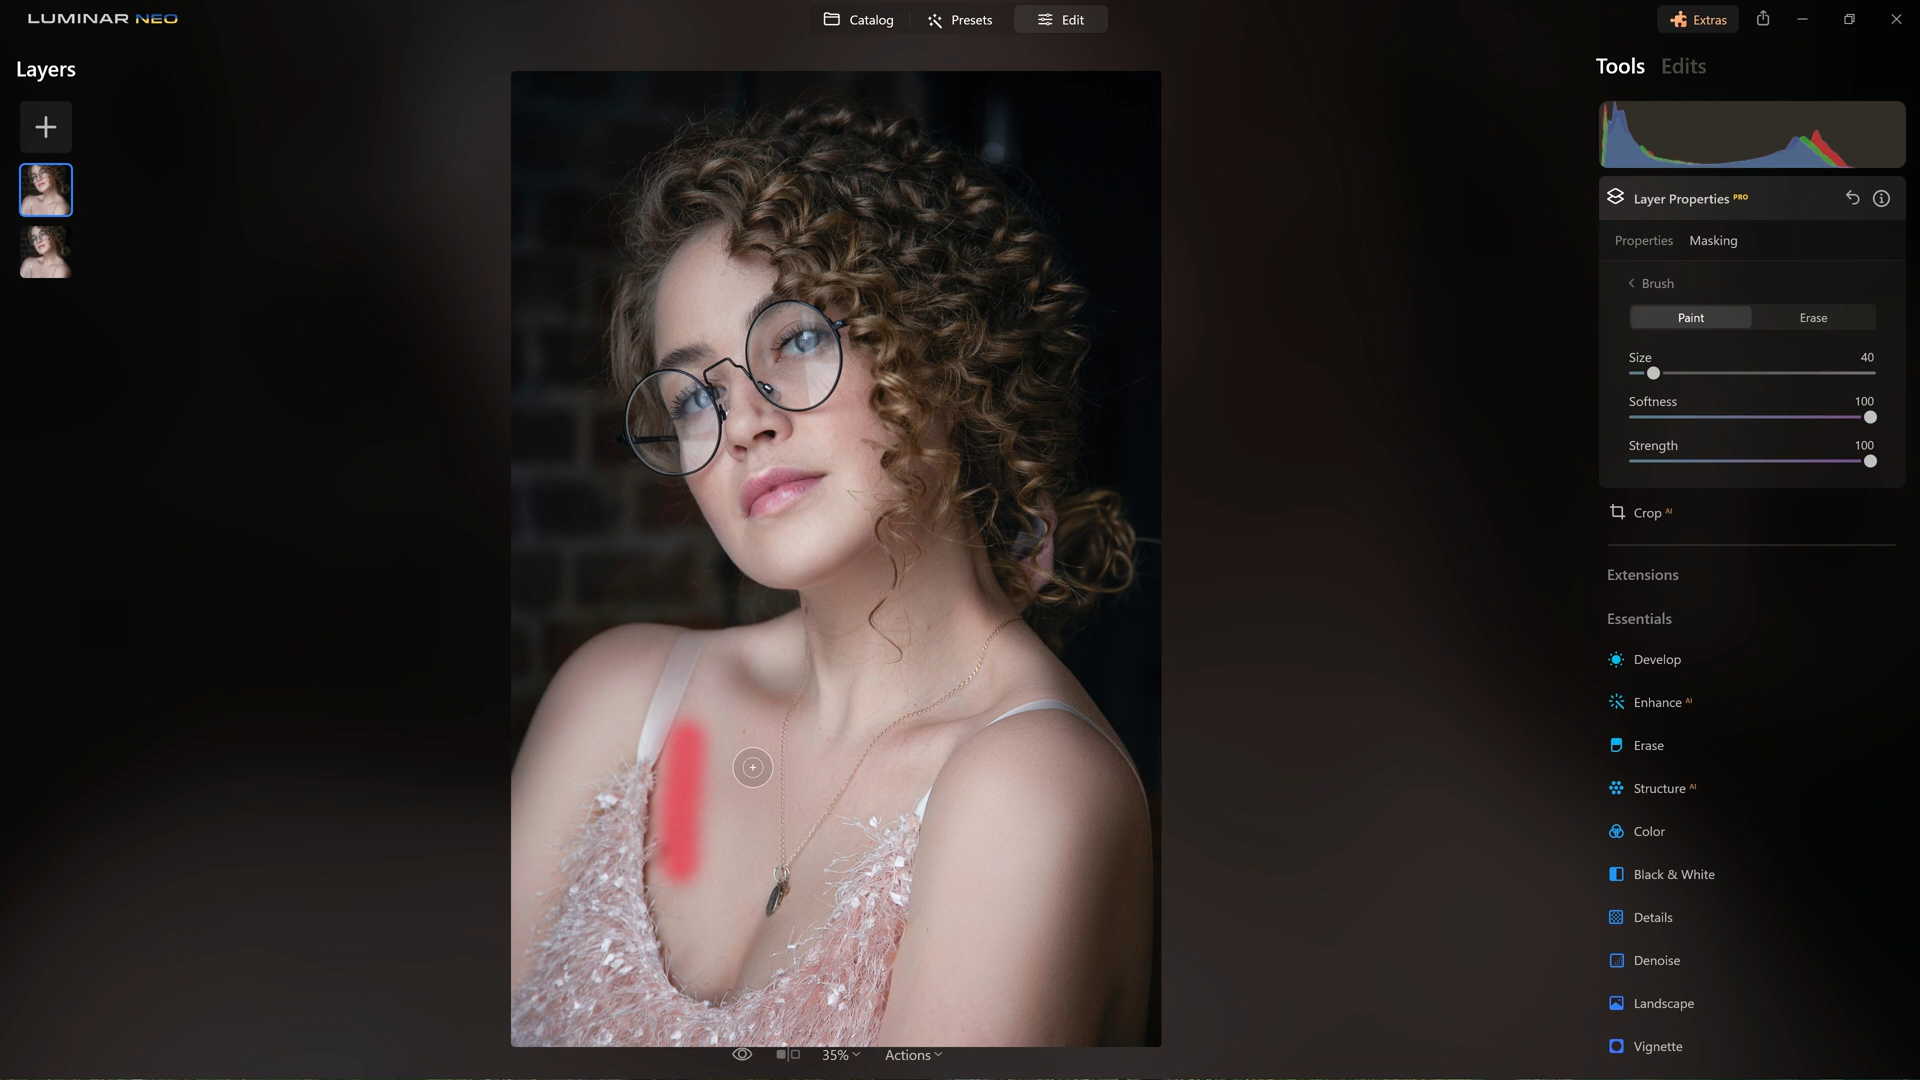 LUMINAR NEO
Catalog
Presets
Edit
Extras
Layers
Tools
Edits
Layer Properties PRO
Properties
Masking
Brush
Paint
Erase
Size 40
Softness 100
Strength 100
Crop AI
Extensions
Essentials
Develop
Enhance AI
Erase
Structure AI
Color
Black & White
Details
Denoise
Landscape
Vignette
35%
Actions